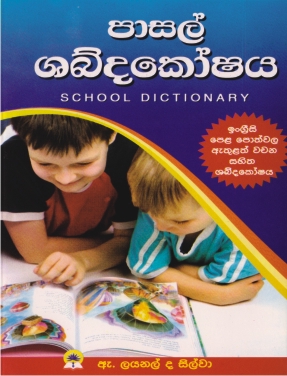 පාසල්
ශබ්දකෝෂය
SCHOOL DICTIONARY
ඉංග්‍රීසි
පෙළ පොත්වල
ඇතුළත් වචන
සහිත
ශබ්දකෝෂය
ඇ. ලයනල් ද සිල්වා